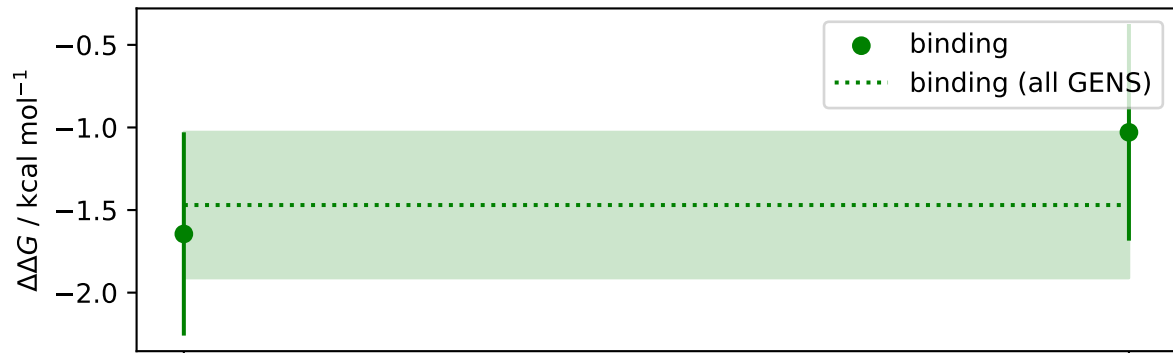 −0.5
−1.0
−1.5
−2.0
ΔΔG / kcal mol⁻¹
binding
binding (all GENS)